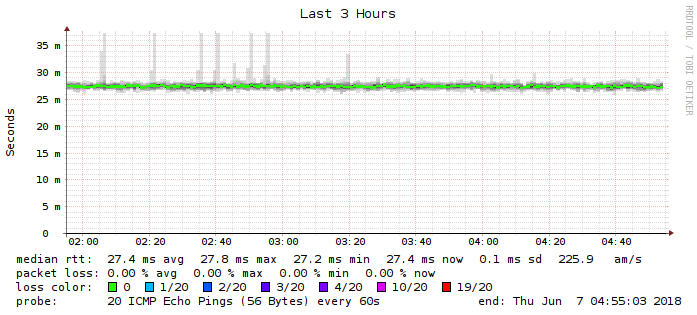 Last 3 Hours
RRDTOOL / TOBI OETIKER
Seconds
35 m
30 m
25 m
20 m
15 m
10 m
5 m
0
02:00 02:20 02:40 03:00 03:20 03:40 04:00 04:20 04:40
median rtt: 27.4 ms avg 27.8 ms max 27.2 ms min 27.4 ms now 0.1 ms sd 225.9 am/s
packet loss: 0.00 % avg 0.00 % max 0.00 % min 0.00 % now
loss color: 0 1/20 2/20 3/20 4/20 10/20 19/20
probe: 20 ICMP Echo Pings (56 Bytes) every 60s end: Thu Jun 7 04:55:03 2018